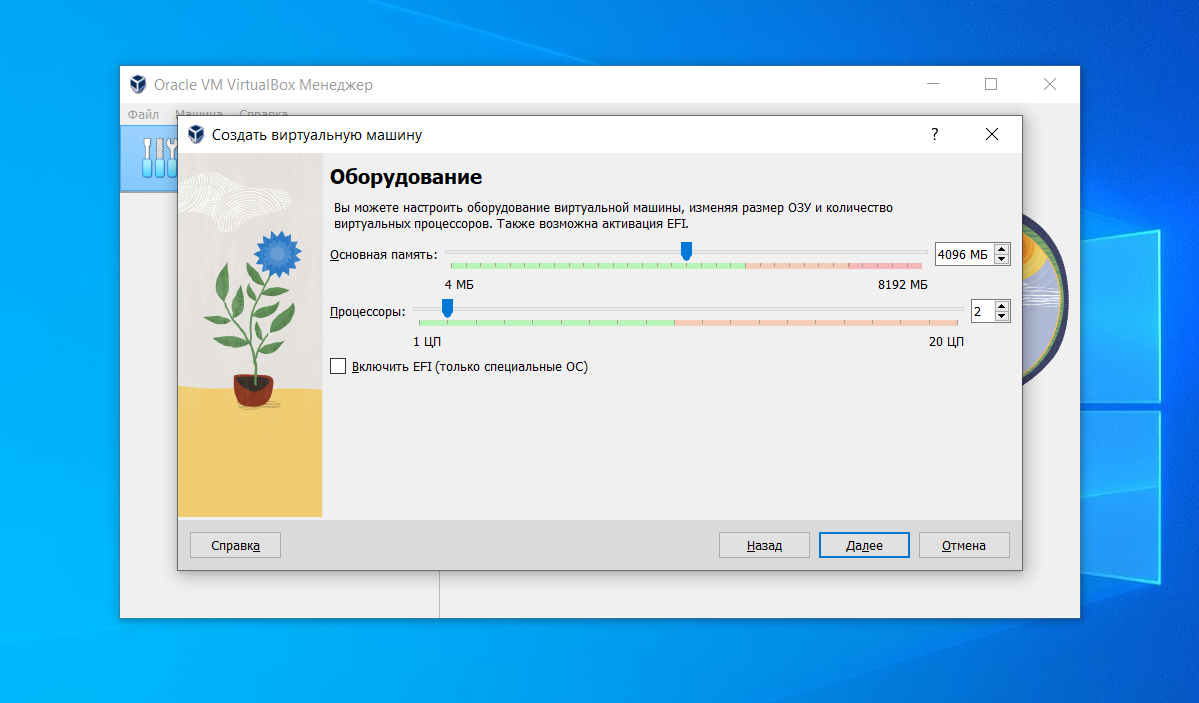 Oracle VM VirtualBox Менеджер
Файл Машина Справка
Создать виртуальную машину
?
Оборудование
Вы можете настроить оборудование виртуальной машины, изменяя размер ОЗУ и количество
виртуальных процессоров. Также возможна активация EFI.
Основная память: 4096 МБ
4 МБ 8192 МБ
Процессоры: 2
1 ЦП 20 ЦП
Включить EFI (только специальные ОС)
Справка Назад Далее Отмена